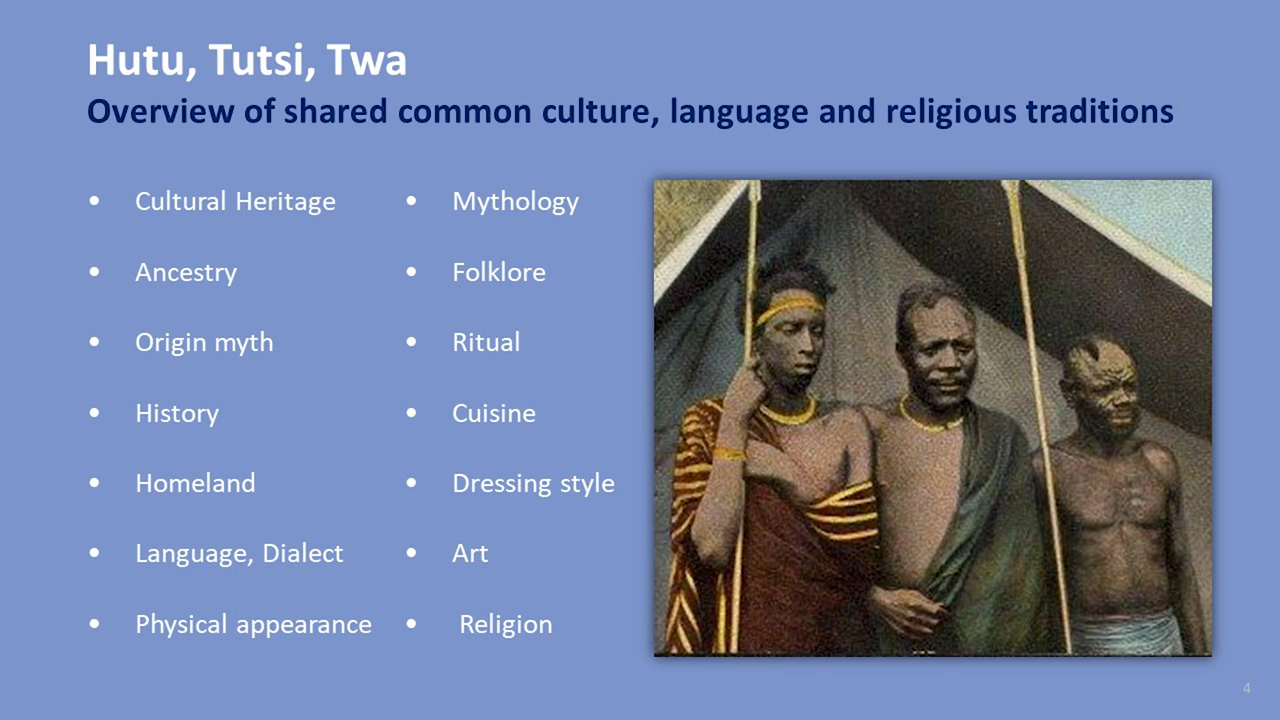 Hutu, Tutsi, Twa
Overview of shared common culture, language and religious traditions
• Cultural Heritage
• Ancestry
• Origin myth
• History
• Homeland
• Language, Dialect
• Physical appearance
• Mythology
• Folklore
• Ritual
• Cuisine
• Dressing style
• Art
• Religion
4